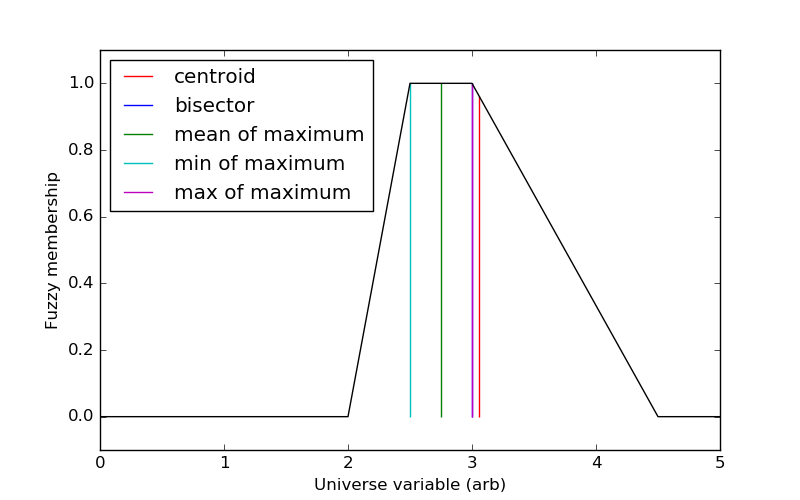 centroid
bisector
mean of maximum
min of maximum
max of maximum
1.0
0.8
0.6
0.4
0.2
0.0
Fuzzy membership
0 1 2 3 4 5
Universe variable (arb)